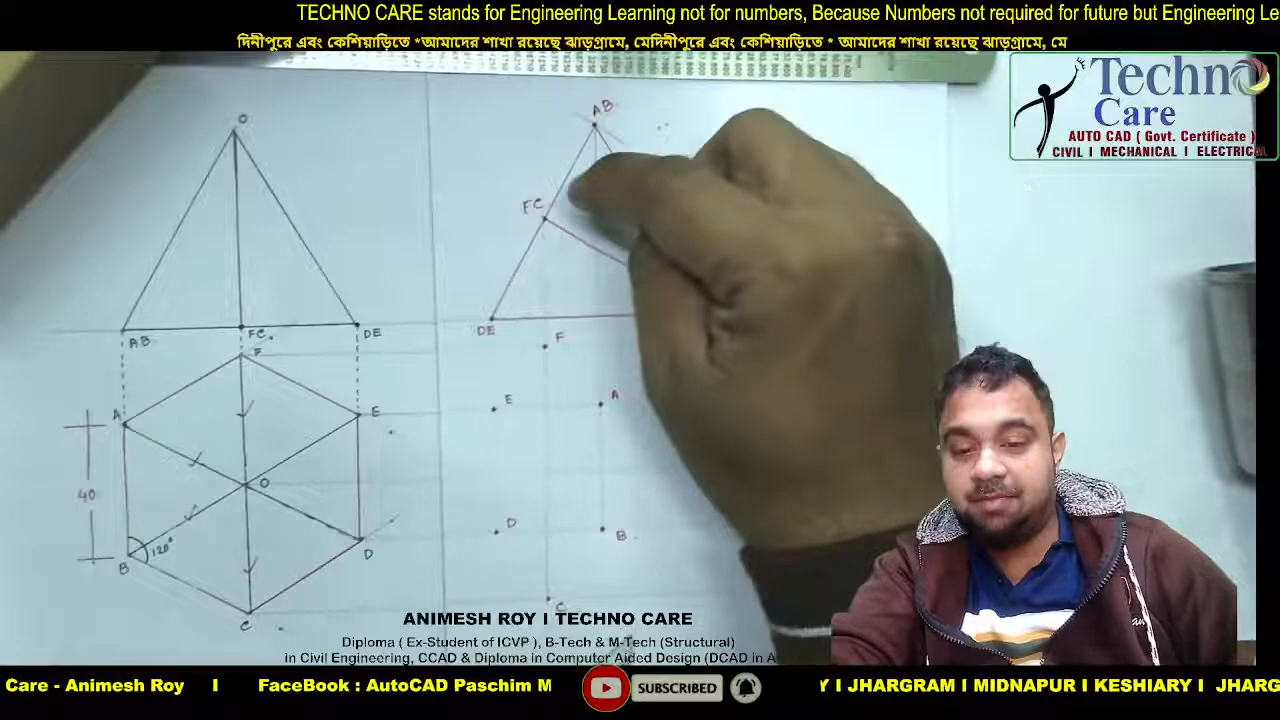 TECHNO CARE stands for Engineering Learning not for numbers, Because Numbers not required for future but Engineering Le
দিনীপুরে এবং কেশিয়াড়িতে *আমাদের শাখা রয়েছে ঝাড়গ্রামে, মেদিনীপুরে এবং কেশিয়াড়িতে * আমাদের শাখা রয়েছে ঝাড়গ্রামে, মে
Techno
Care
AUTO CAD ( Govt. Certificate )
CIVIL I MECHANICAL I ELECTRICAL
O
AB
FC
AB
FC
DE
DE
F
F
A
E
E
A
O
40
D
B
120°
D
B
C
C
ANIMESH ROY I TECHNO CARE
Diploma ( Ex-Student of ICVP ), B-Tech & M-Tech (Structural)
in Civil Engineering, CCAD & Diploma in Computer Aided Design (DCAD in A
Care - Animesh Roy I FaceBook : AutoCAD Paschim M
SUBSCRIBED
Y I JHARGRAM I MIDNAPUR I KESHIARY I JHARG